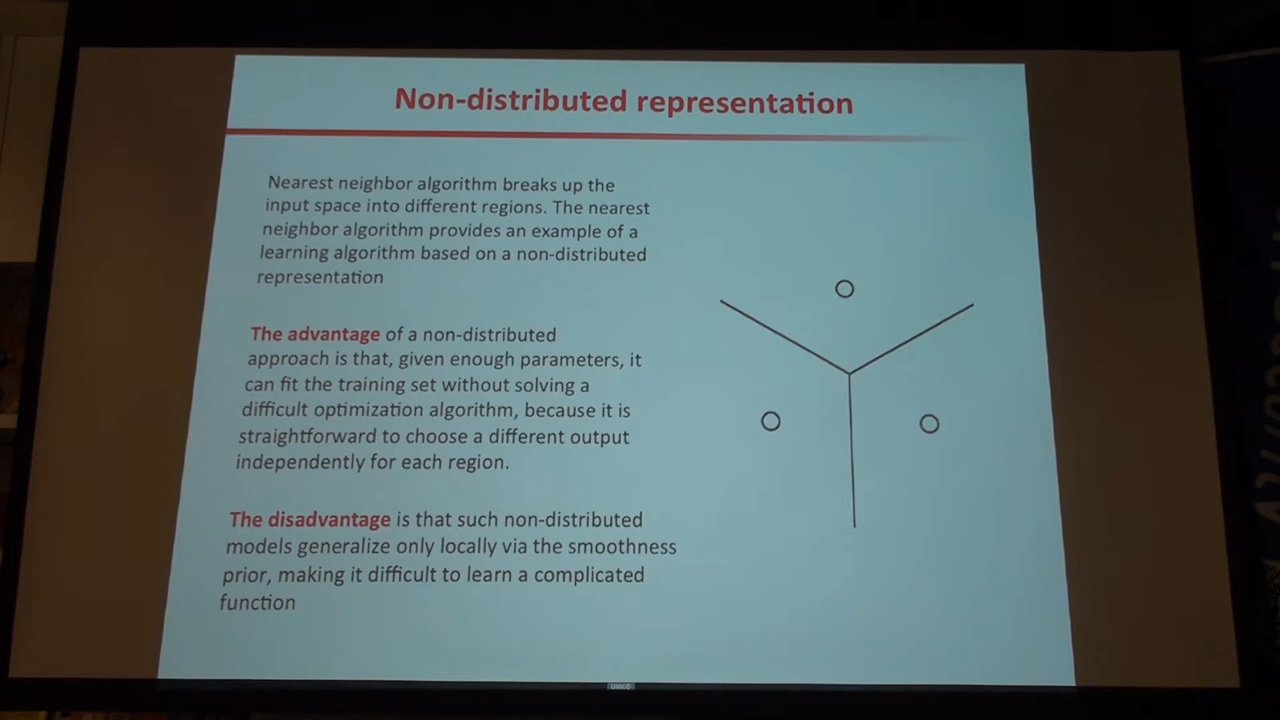 Non-distributed representation
Nearest neighbor algorithm breaks up the
input space into different regions. The nearest
neighbor algorithm provides an example of a
learning algorithm based on a non-distributed
representation
The advantage of a non-distributed
approach is that, given enough parameters, it
can fit the training set without solving a
difficult optimization algorithm, because it is
straightforward to choose a different output
independently for each region.
The disadvantage is that such non-distributed
models generalize only locally via the smoothness
prior, making it difficult to learn a complicated
function